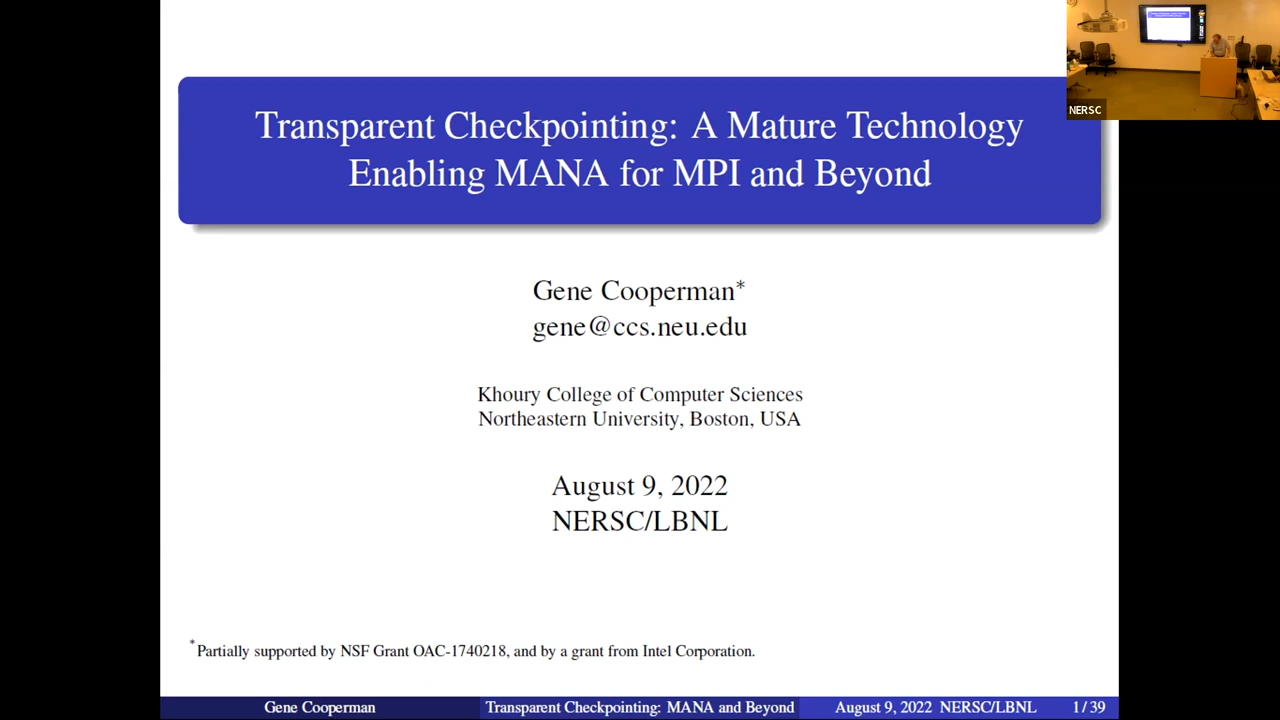 Transparent Checkpointing: A Mature Technology
Enabling MANA for MPI and Beyond
NERSC
Gene Cooperman*
gene@ccs.neu.edu
Khoury College of Computer Sciences
Northeastern University, Boston, USA
August 9, 2022
NERSC/LBNL
*Partially supported by NSF Grant OAC-1740218, and by a grant from Intel Corporation.
Gene Cooperman Transparent Checkpointing: MANA and Beyond August 9, 2022 NERSC/LBNL 1 / 39